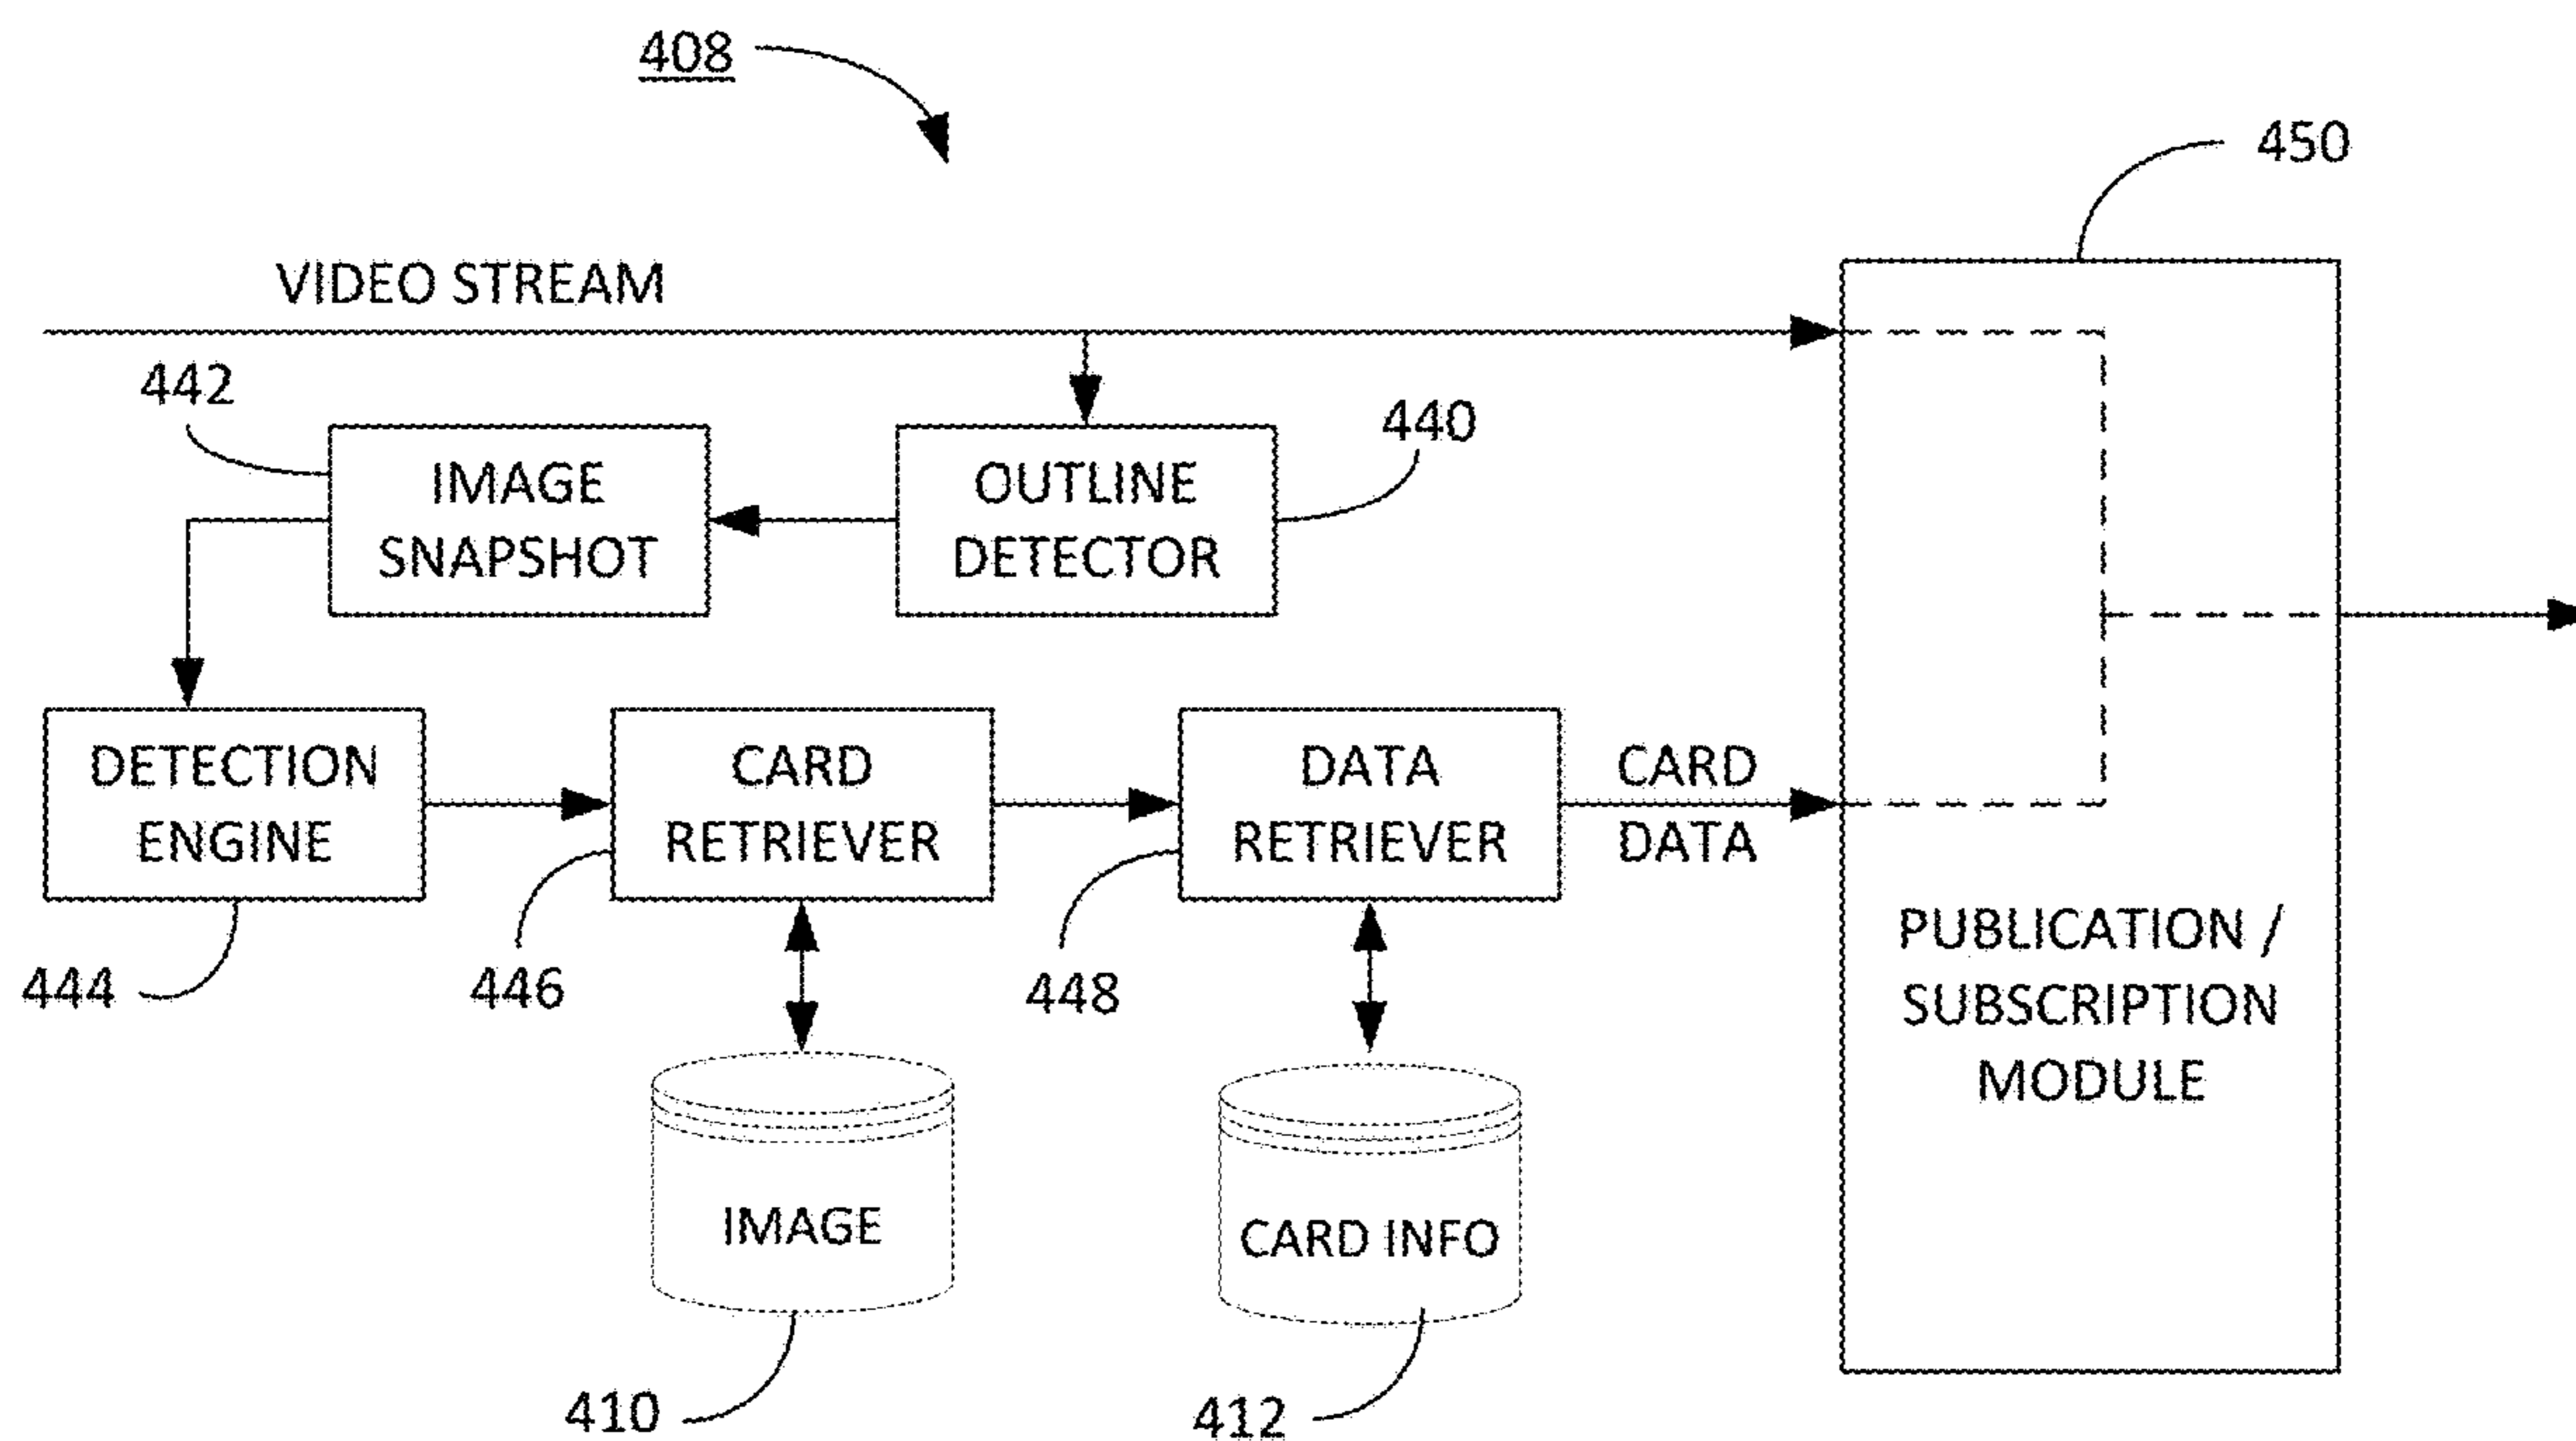 408
450
VIDEO STREAM
442
440
IMAGE
SNAPSHOT
OUTLINE
DETECTOR
DETECTION
ENGINE
CARD
RETRIEVER
DATA
RETRIEVER
CARD
DATA
444
446
448
PUBLICATION /
SUBSCRIPTION
MODULE
IMAGE
CARD INFO
410
412